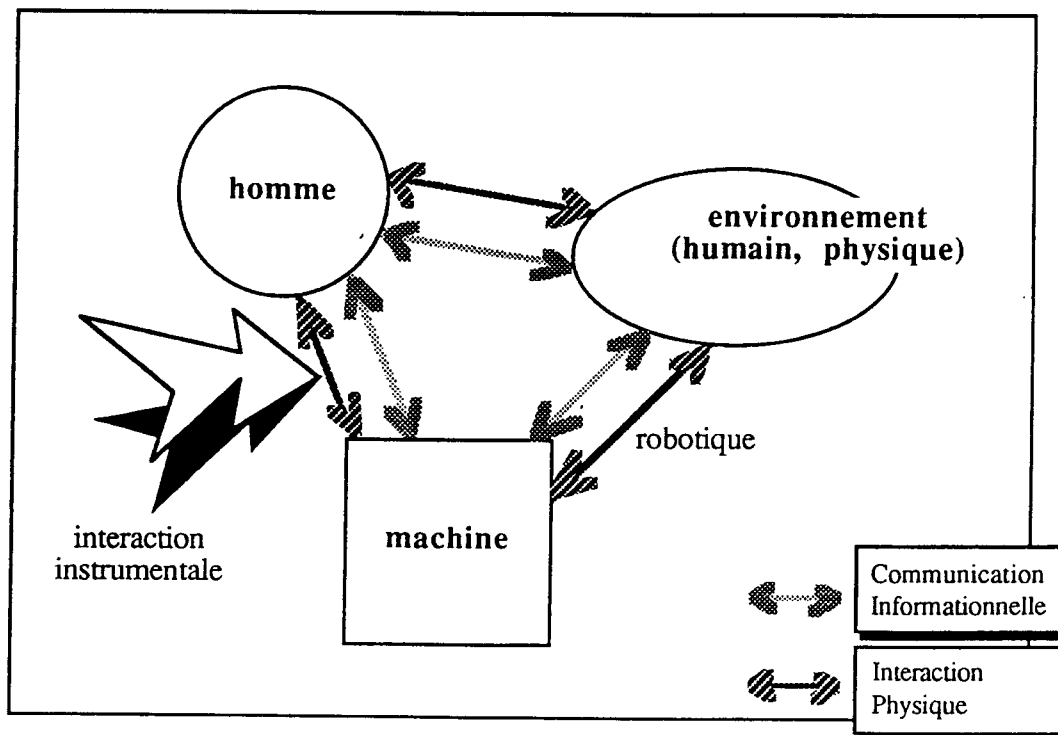 homme
environnement
(humain, physique)
robotique
interaction
instrumentale
machine
Communication
Informationnelle
Interaction
Physique